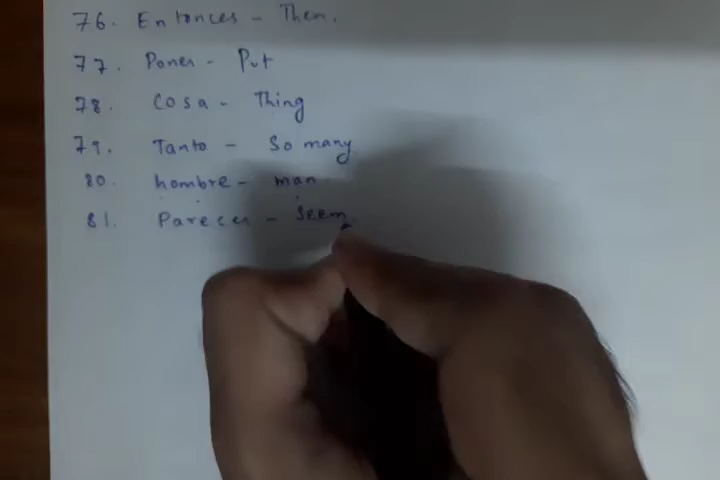 76. Entonces - Then.
77. Poner - Put
78. Cosa - Thing
79. Tanto - So many
80. hombre - man
81. Parecer - Seem